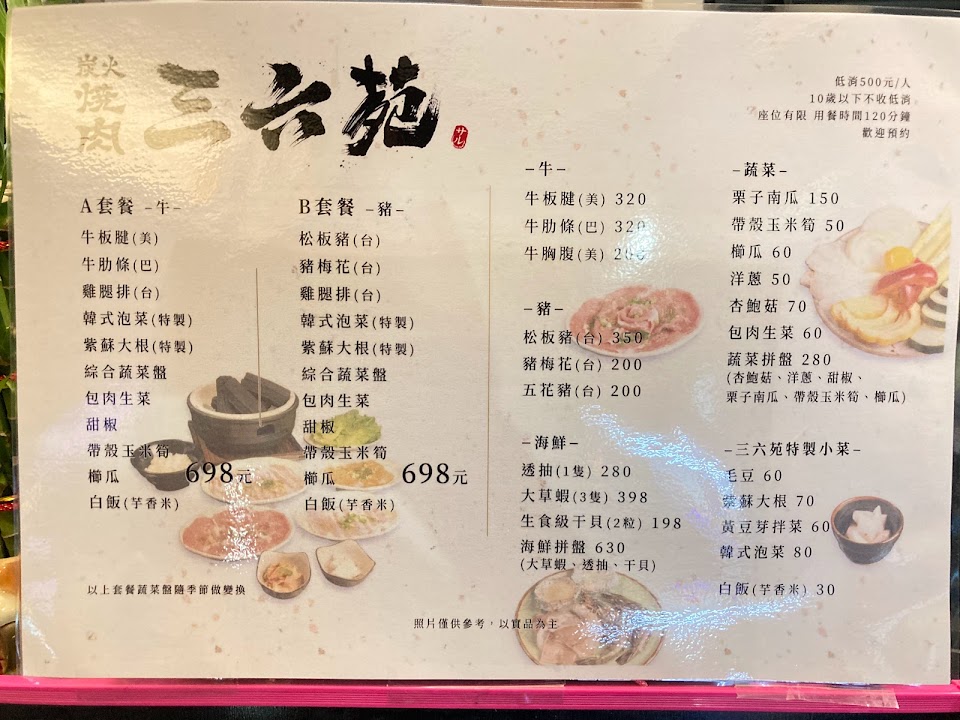 炭火
燒肉
三六苑
サル
低消500元/人
10歲以下不收低消
座位有限 用餐時間120分鐘
歡迎預約
A套餐 –牛–
牛板腱(美)
牛肋條(巴)
雞腿排(台)
韓式泡菜(特製)
紫蘇大根(特製)
綜合蔬菜盤
包肉生菜
甜椒
帶殼玉米筍
櫛瓜
白飯(芋香米)
698元
B套餐 –豬–
松板豬(台)
豬梅花(台)
雞腿排(台)
韓式泡菜(特製)
紫蘇大根(特製)
綜合蔬菜盤
包肉生菜
甜椒
帶殼玉米筍
櫛瓜
白飯(芋香米)
698元
以上套餐蔬菜盤隨季節做變換
–牛–
牛板腱(美) 320
牛肋條(巴) 320
牛胸腹(美)
–豬–
松板豬(台) 350
豬梅花(台) 200
五花豬(台) 200
–海鮮–
透抽(1隻) 280
大草蝦(3隻) 398
生食級干貝(2粒) 198
海鮮拼盤 630
(大草蝦、透抽、干貝)
–蔬菜–
栗子南瓜 150
帶殼玉米筍 50
櫛瓜 60
洋蔥 50
杏鮑菇 70
包肉生菜 60
蔬菜拼盤 280
(杏鮑菇、洋蔥、甜椒、
栗子南瓜、帶殼玉米筍、櫛瓜)
–三六苑特製小菜–
毛豆 60
紫蘇大根 70
黃豆芽拌菜 60
韓式泡菜 80
白飯(芋香米) 30
照片僅供參考，以實品為主